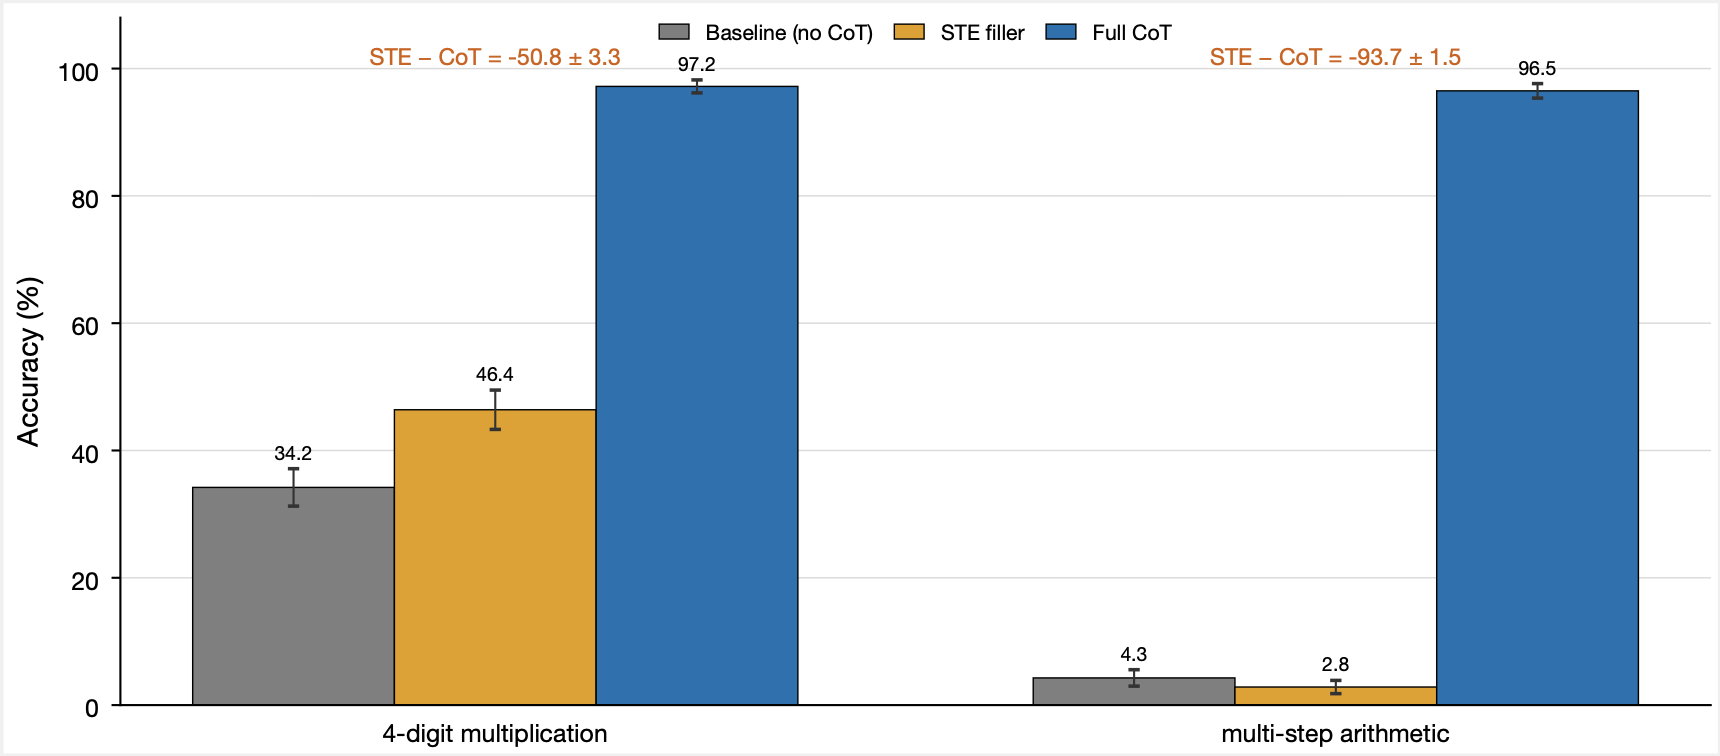 Baseline (no CoT) STE filler Full CoT
STE − CoT = -50.8 ± 3.3
STE − CoT = -93.7 ± 1.5
97.2
96.5
46.4
34.2
4.3
2.8
100
80
60
40
20
0
Accuracy (%)
4-digit multiplication
multi-step arithmetic